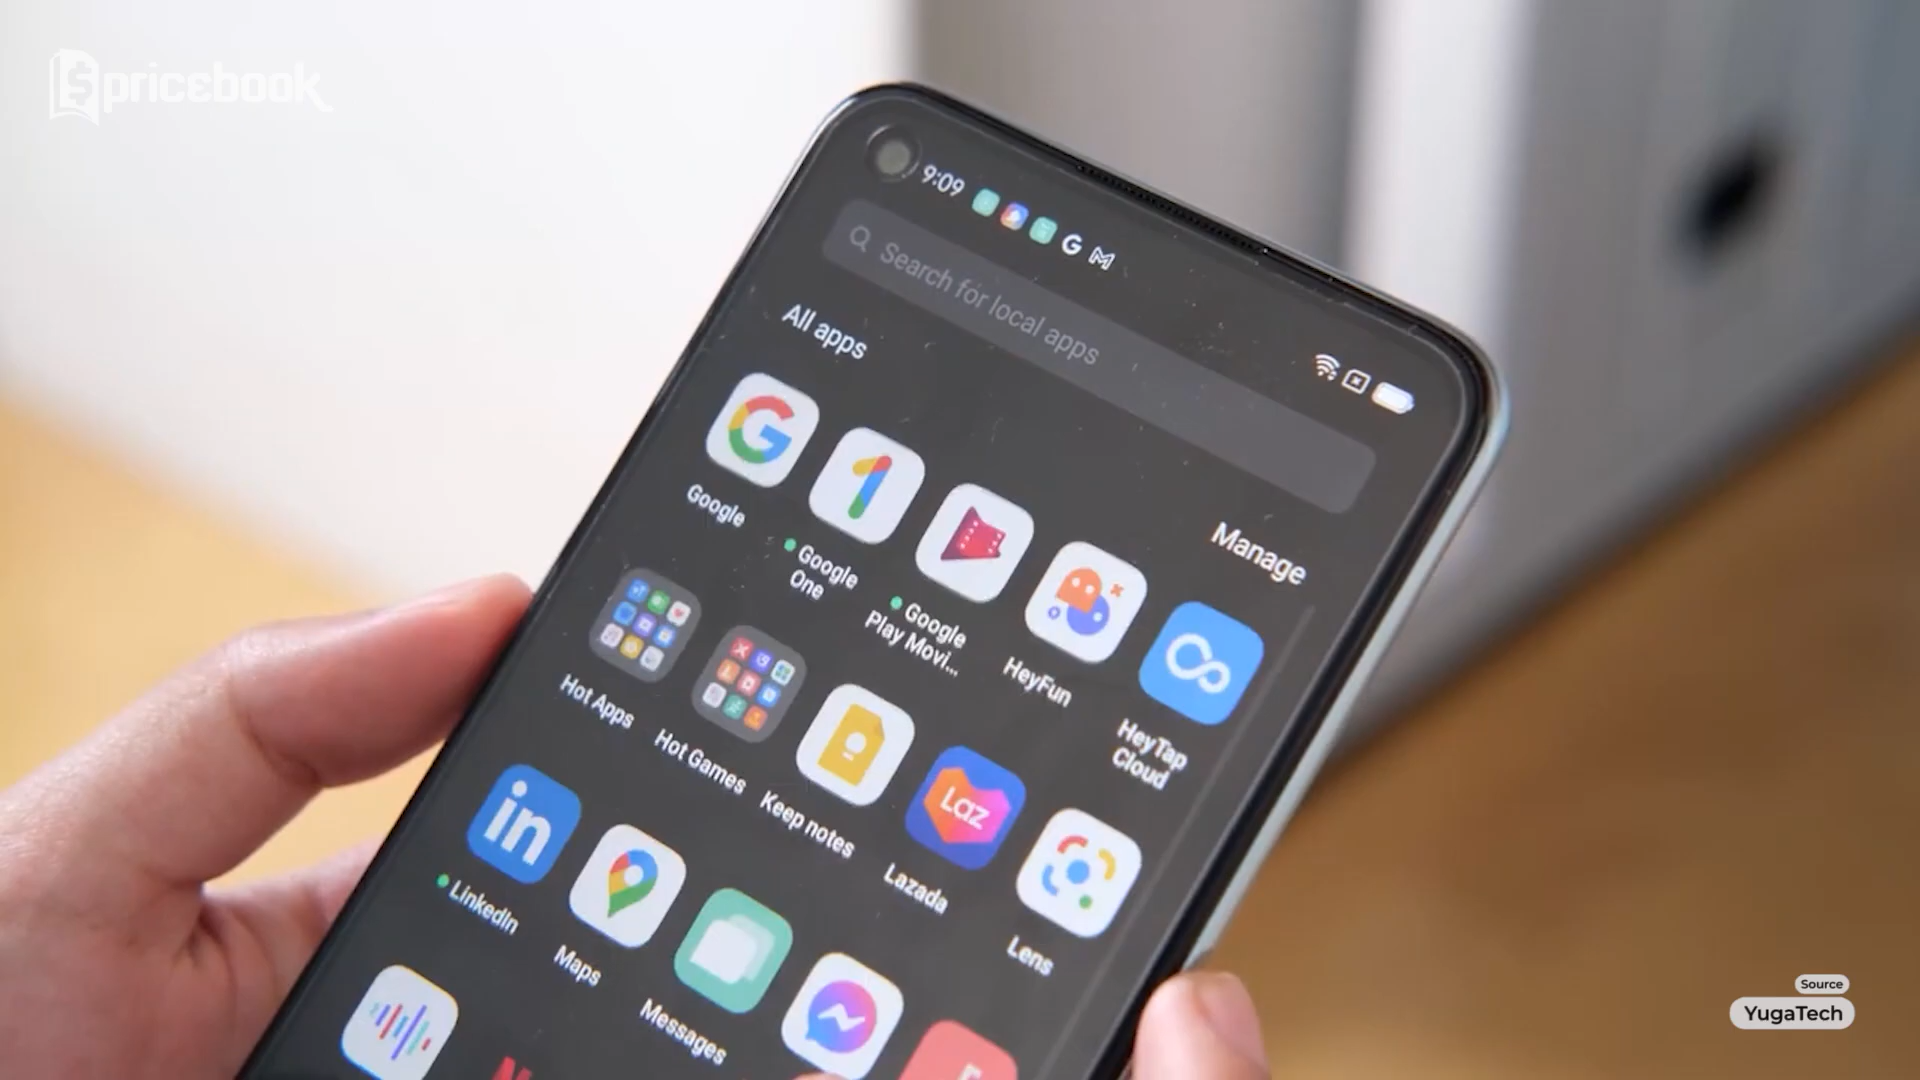 pricebook
9:09
Search for local apps
All apps
Manage
Google
Google
One
Google
Play Movi...
HeyFun
HeyTap
Cloud
Hot Apps
Hot Games
Keep notes
Laz
Lazada
Lens
in
LinkedIn
Maps
Messages
Source
YugaTech